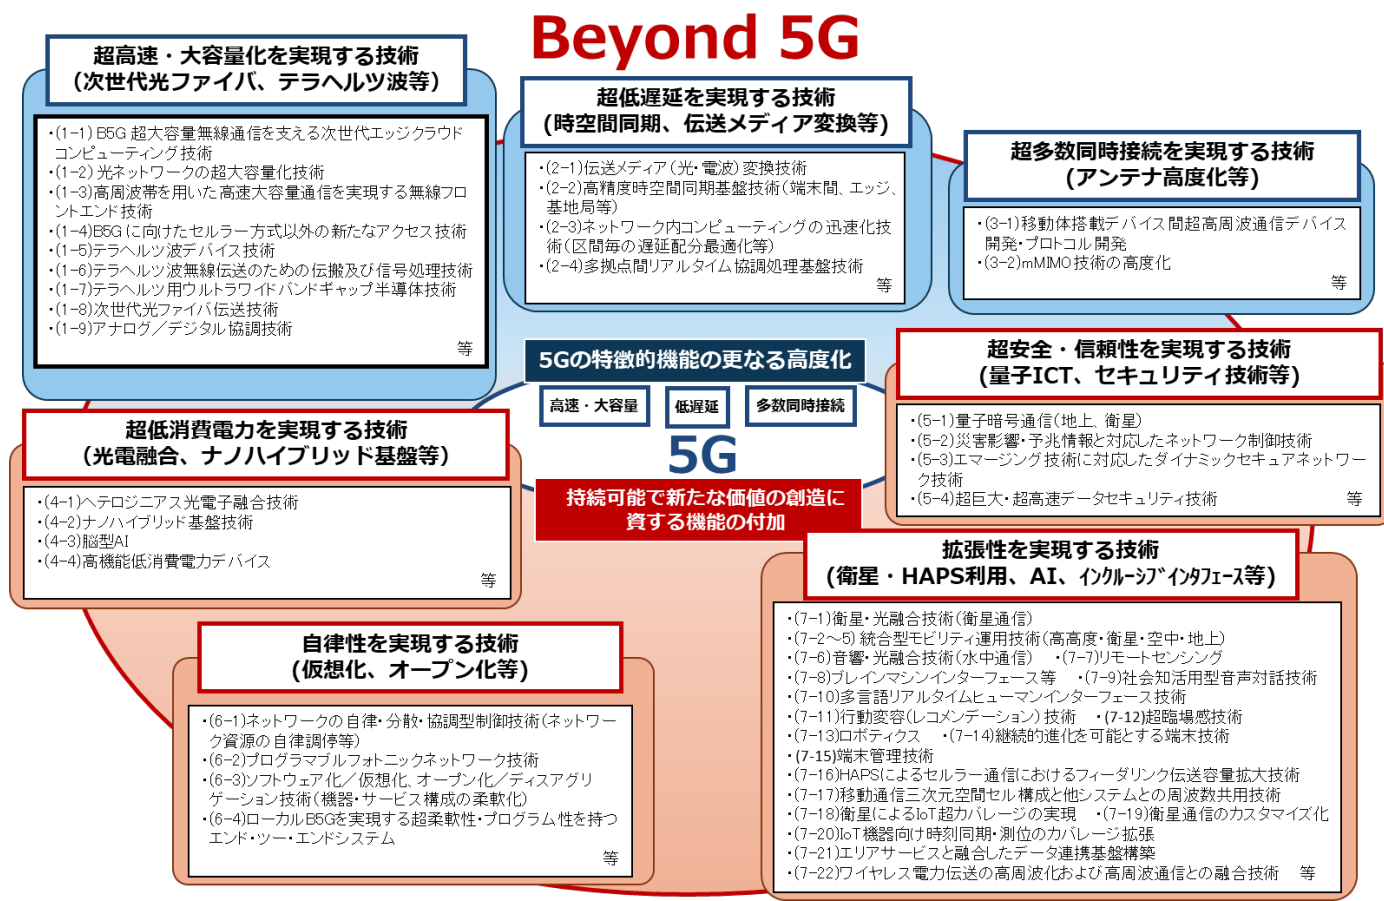 Beyond 5G
超高速・大容量化を実現する技術
(次世代光ファイバ、テラヘルツ波等)
・(1-1) B5G 超大容量無線通信を支える次世代エッジクラウド
コンピューティング技術
・(1-2) 光ネットワークの超大容量化技術
・(1-3)高周波帯を用いた高速大容量通信を実現する無線フロ
ントエンド技術
・(1-4)B5Gに向けたセルラー方式以外の新たなアクセス技術
・(1-5)テラヘルツ波デバイス技術
・(1-6)テラヘルツ波無線伝送のための伝搬及び信号処理技術
・(1-7)テラヘルツ用ウルトラワイドバンドギャップ半導体技術
・(1-8)次世代光ファイバ伝送技術
・(1-9)アナログ/デジタル協調技術
等
超低遅延を実現する技術
(時空間同期、伝送メディア変換等)
・(2-1)伝送メディア(光・電波)変換技術
・(2-2)高精度時空間同期基盤技術(端末間、エッジ、
基地局等)
・(2-3)ネットワーク内コンピューティングの迅速化技
術(区間毎の遅延配分最適化等)
・(2-4)多拠点間リアルタイム協調処理基盤技術
等
超多数同時接続を実現する技術
(アンテナ高度化等)
・(3-1)移動体搭載デバイス間超高周波通信デバイス
開発・プロトコル開発
・(3-2)mMIMO技術の高度化
等
5Gの特徴的機能の更なる高度化
高速・大容量 低遅延 多数同時接続
5G
持続可能で新たな価値の創造に
資する機能の付加
超低消費電力を実現する技術
(光電融合、ナノハイブリッド基盤等)
・(4-1)ヘテロジニアス光電子融合技術
・(4-2)ナノハイブリッド基盤技術
・(4-3)脳型AI
・(4-4)高機能低消費電力デバイス
等
超安全・信頼性を実現する技術
(量子ICT、セキュリティ技術等)
・(5-1)量子暗号通信(地上、衛星)
・(5-2)災害影響・予兆情報と対応したネットワーク制御技術
・(5-3)エマージング技術に対応したダイナミックセキュアネットワー
ク技術
・(5-4)超巨大・超高速データセキュリティ技術 等
自律性を実現する技術
(仮想化、オープン化等)
・(6-1)ネットワークの自律・分散・協調型制御技術(ネットワー
ク資源の自律調停等)
・(6-2)プログラマブルフォトニックネットワーク技術
・(6-3)ソフトウェア化/仮想化、オープン化/ディスアグリ
ゲーション技術(機器・サービス構成の柔軟化)
・(6-4)ローカルB5Gを実現する超柔軟性・プログラム性を持つ
エンド・ツー・エンドシステム
等
拡張性を実現する技術
(衛星・HAPS利用、AI、インクルーシブインタフェース等)
・(7-1)衛星・光融合技術(衛星通信)
・(7-2~5) 統合型モビリティ運用技術(高高度・衛星・空中・地上)
・(7-6)音響・光融合技術(水中通信) ・(7-7)リモートセンシング
・(7-8)ブレインマシンインターフェース等 ・(7-9)社会知活用型音声対話技術
・(7-10)多言語リアルタイムヒューマンインターフェース技術
・(7-11)行動変容(レコメンデーション)技術 ・(7-12)超臨場感技術
・(7-13)ロボティクス ・(7-14)継続的進化を可能とする端末技術
・(7-15)端末管理技術
・(7-16)HAPSによるセルラー通信におけるフィーダリンク伝送容量拡大技術
・(7-17)移動通信三次元空間セル構成と他システムとの周波数共用技術
・(7-18)衛星によるIoT超カバレージの実現 ・(7-19)衛星通信のカスタマイズ化
・(7-20)IoT機器向け時刻同期・測位のカバレージ拡張
・(7-21)エリアサービスと融合したデータ連携基盤構築
・(7-22)ワイヤレス電力伝送の高周波化および高周波通信との融合技術 等